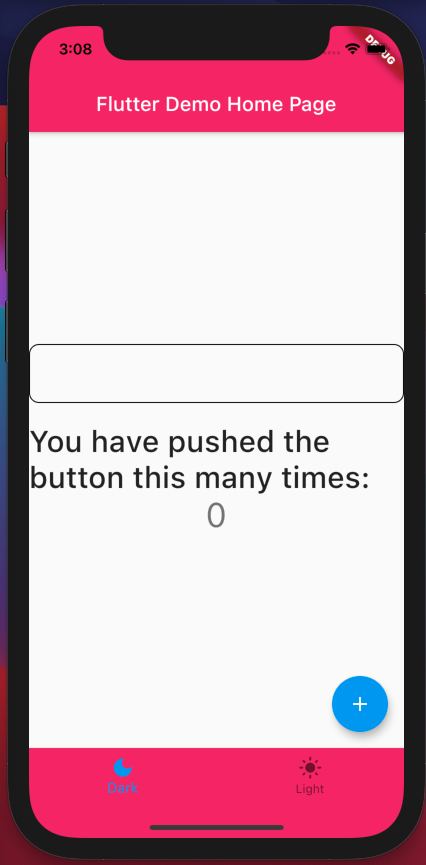 3:08
DEBUG
Flutter Demo Home Page
You have pushed the
button this many times:
0
Dark
Light